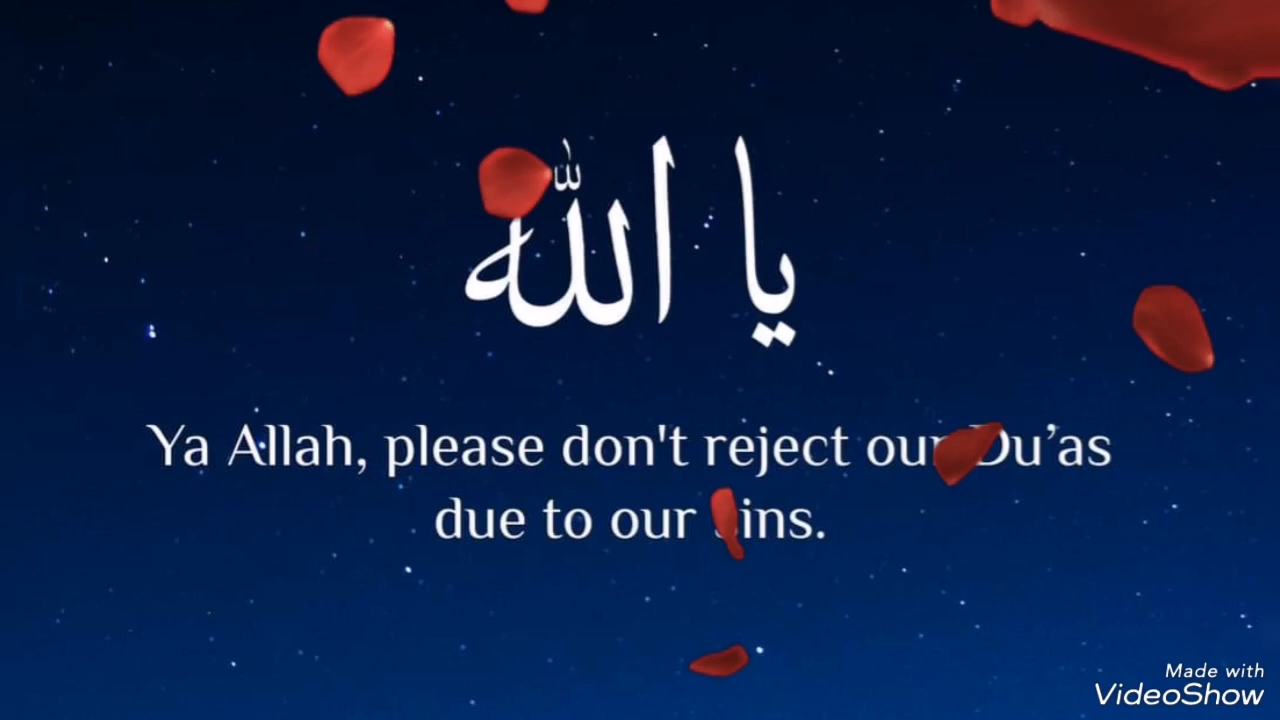 يا الله
Ya Allah, please don't reject our Du’as
due to our sins.
Made with
VideoShow